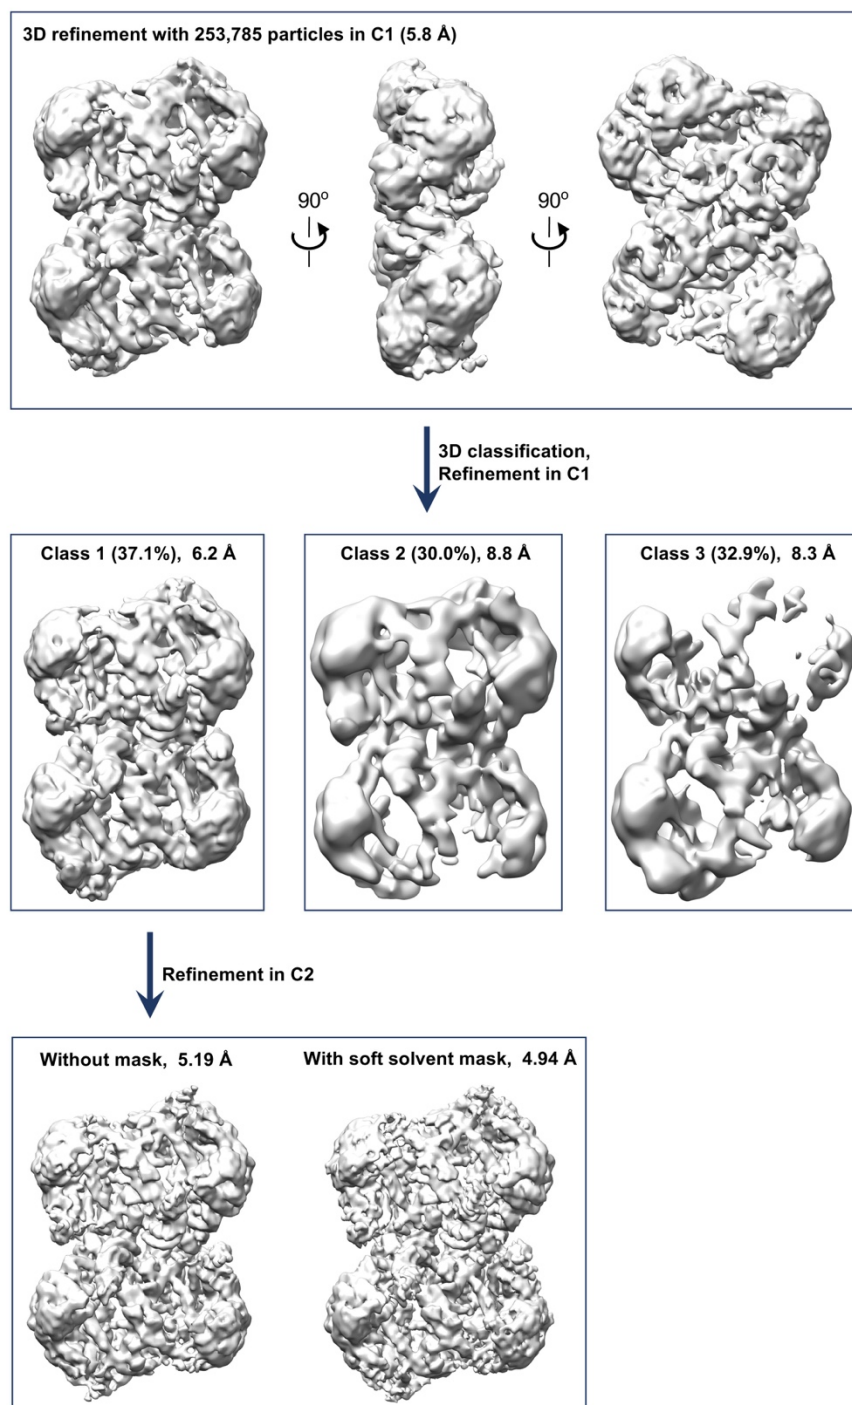 3D refinement with 253,785 particles in C1 (5.8 Å)
90º
90º
3D classification,
Refinement in C1
Class 1 (37.1%), 6.2 Å
Class 2 (30.0%), 8.8 Å
Class 3 (32.9%), 8.3 Å
Refinement in C2
Without mask, 5.19 Å
With soft solvent mask, 4.94 Å